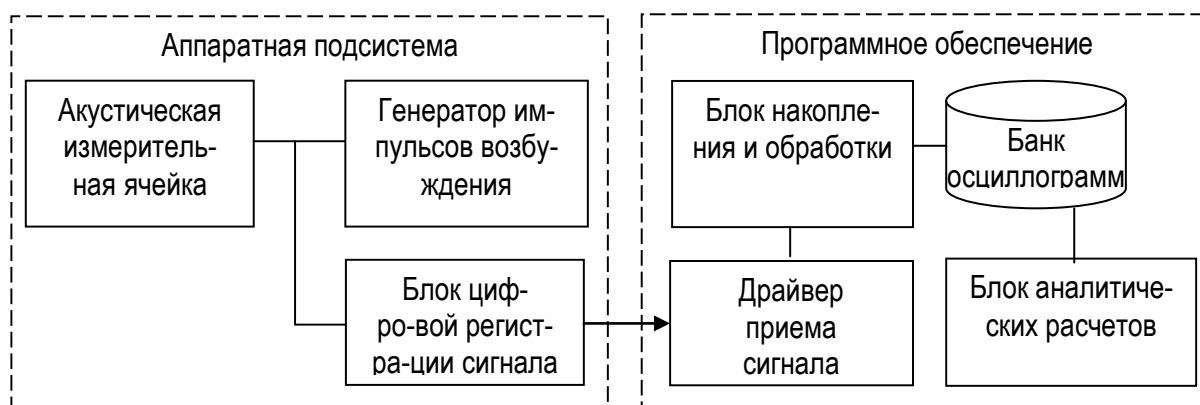 Аппаратная подсистема
Акустическая
измеритель-
ная ячейка
Генератор им-
пульсов возбу-
ждения
Блок циф-
ро-вой регист-
ра-ции сигнала
Программное обеспечение
Блок накопле-
ния и обработки
Банк
осциллограмм
Драйвер
приема
сигнала
Блок аналитиче-
ских расчетов